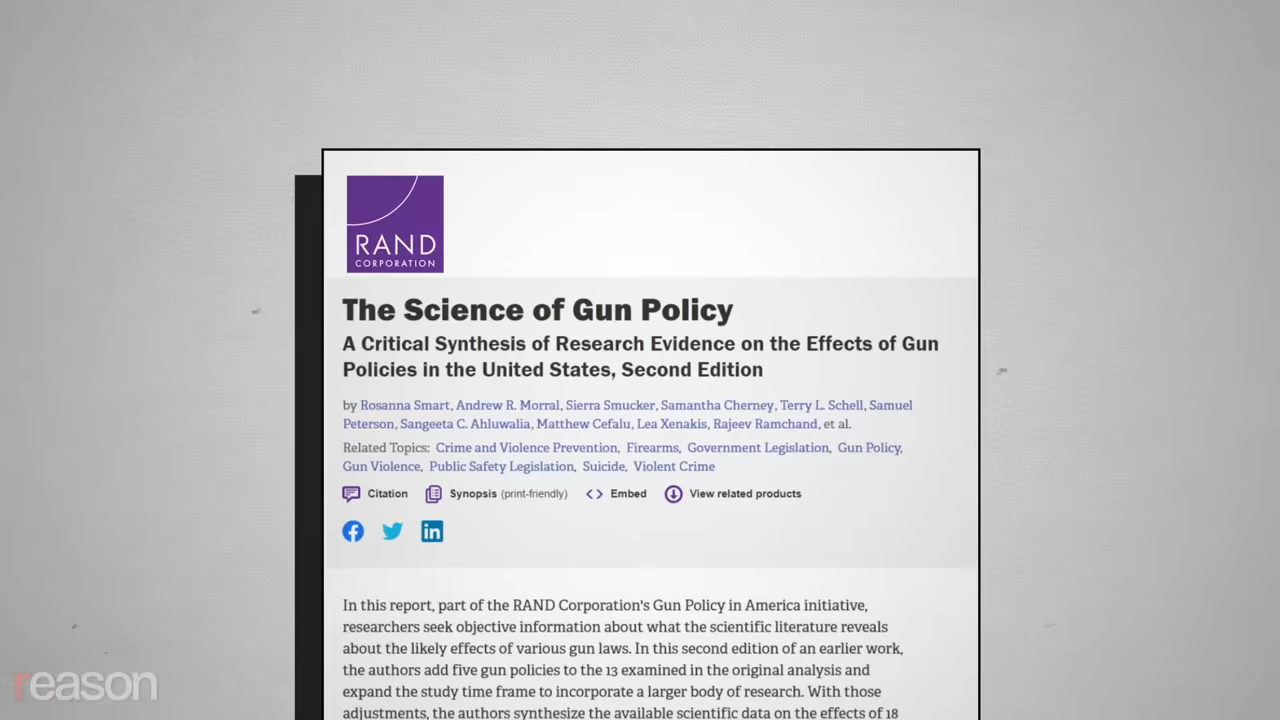 RAND
CORPORATION
The Science of Gun Policy
A Critical Synthesis of Research Evidence on the Effects of Gun
Policies in the United States, Second Edition
by Rosanna Smart, Andrew R. Morral, Sierra Smucker, Samantha Cherney, Terry L. Schell, Samuel
Peterson, Sangeeta C. Ahluwalia, Matthew Cefalu, Lea Xenakis, Rajeev Ramchand, et al.
Related Topics: Crime and Violence Prevention, Firearms, Government Legislation, Gun Policy,
Gun Violence, Public Safety Legislation, Suicide, Violent Crime
Citation Synopsis (print-friendly) Embed View related products
in
In this report, part of the RAND Corporation's Gun Policy in America initiative,
researchers seek objective information about what the scientific literature reveals
about the likely effects of various gun laws. In this second edition of an earlier work,
the authors add five gun policies to the 13 examined in the original analysis and
expand the study time frame to incorporate a larger body of research. With those
adjustments, the authors synthesize the available scientific data on the effects of 18
reason